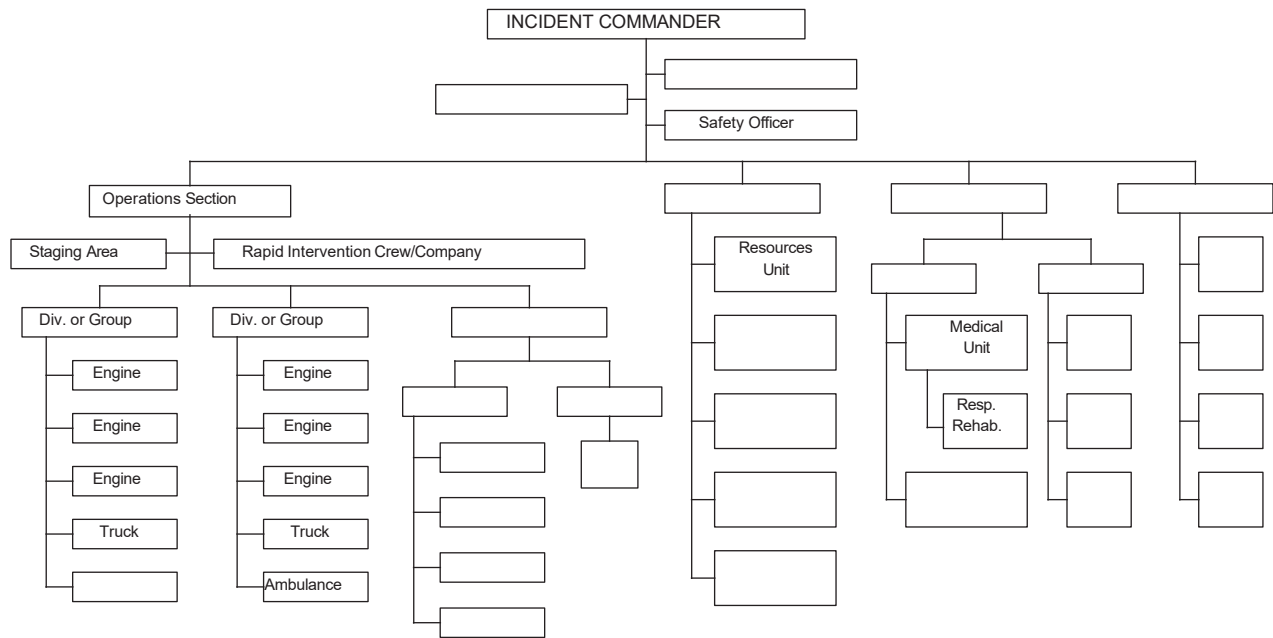 INCIDENT COMMANDER
Safety Officer
Operations Section
Staging Area
Rapid Intervention Crew/Company
Resources
Unit
Div. or Group
Div. or Group
Medical
Unit
Engine
Engine
Resp.
Rehab.
Engine
Engine
Engine
Engine
Truck
Truck
Ambulance